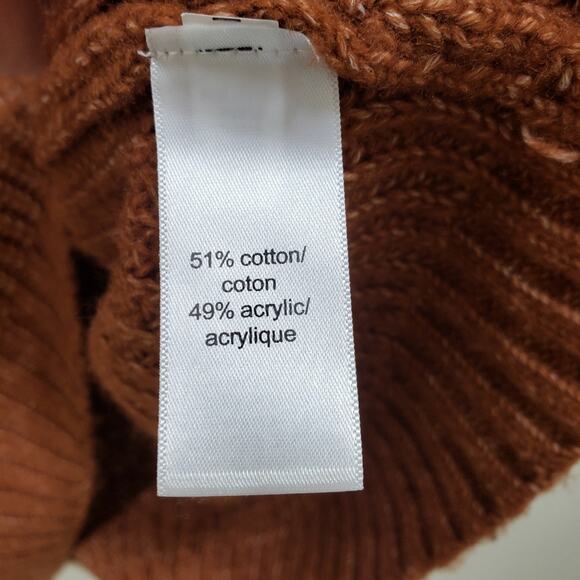 51% cotton/
coton
49% acrylic/
acrylique